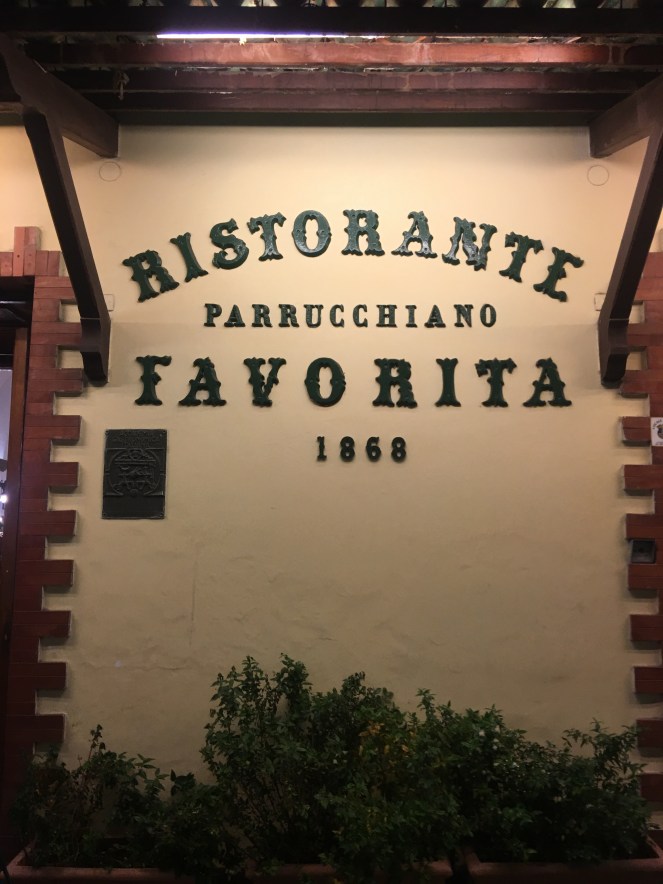 RISTORANTE
PARRUCCHIANO
FAVORITA
1868